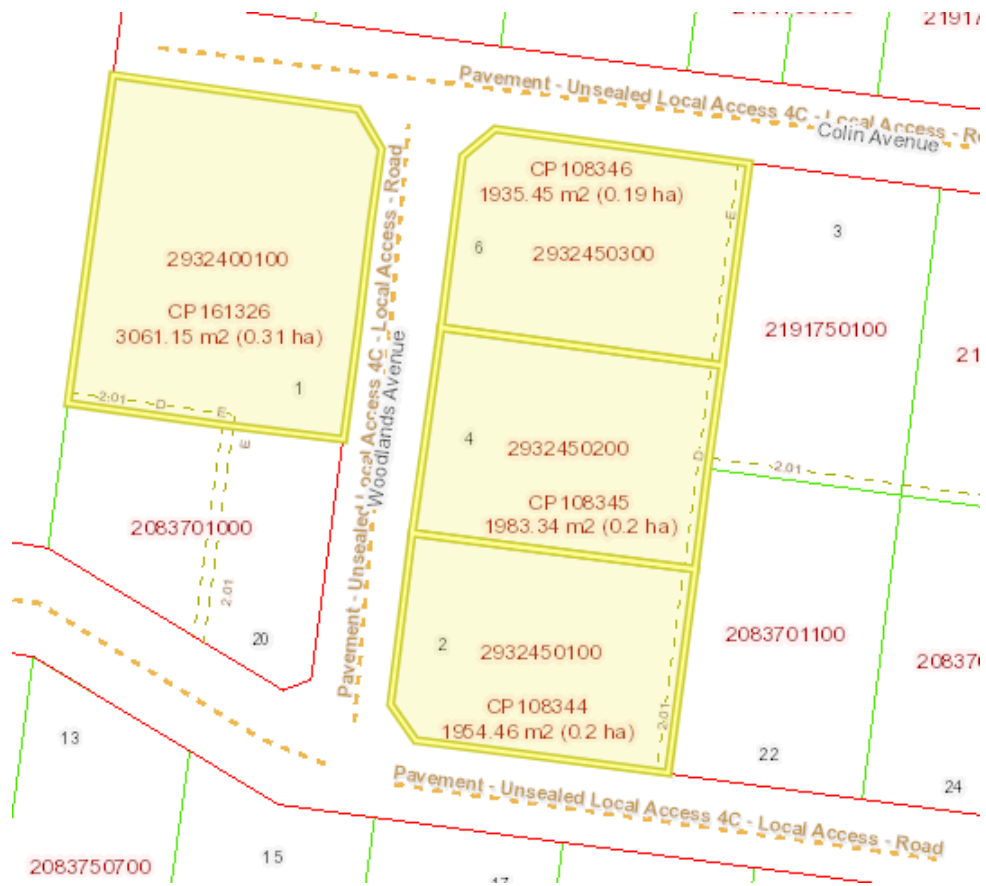 Pavement - Unsealed Local Access 4C - Local Access - Ro
Colin Avenue
CP108346
1935.45 m2 (0.19 ha)
E
6
2932450300
3
2932400100
CP161326
3061.15 m2 (0.31 ha)
1
2.01 D E
E
Pavement - Unsealed Local Access 4C - Local Access - Road
Woodlands Avenue
2191750100
21
4
2932450200
D
2.01
CP108345
1983.34 m2 (0.2 ha)
2083701000
2.01
20
2
2932450100
CP108344
1954.46 m2 (0.2 ha)
2.01
2083701100
20837
22
24
13
Pavement - Unsealed Local Access 4C - Local Access - Road
2083750700
15